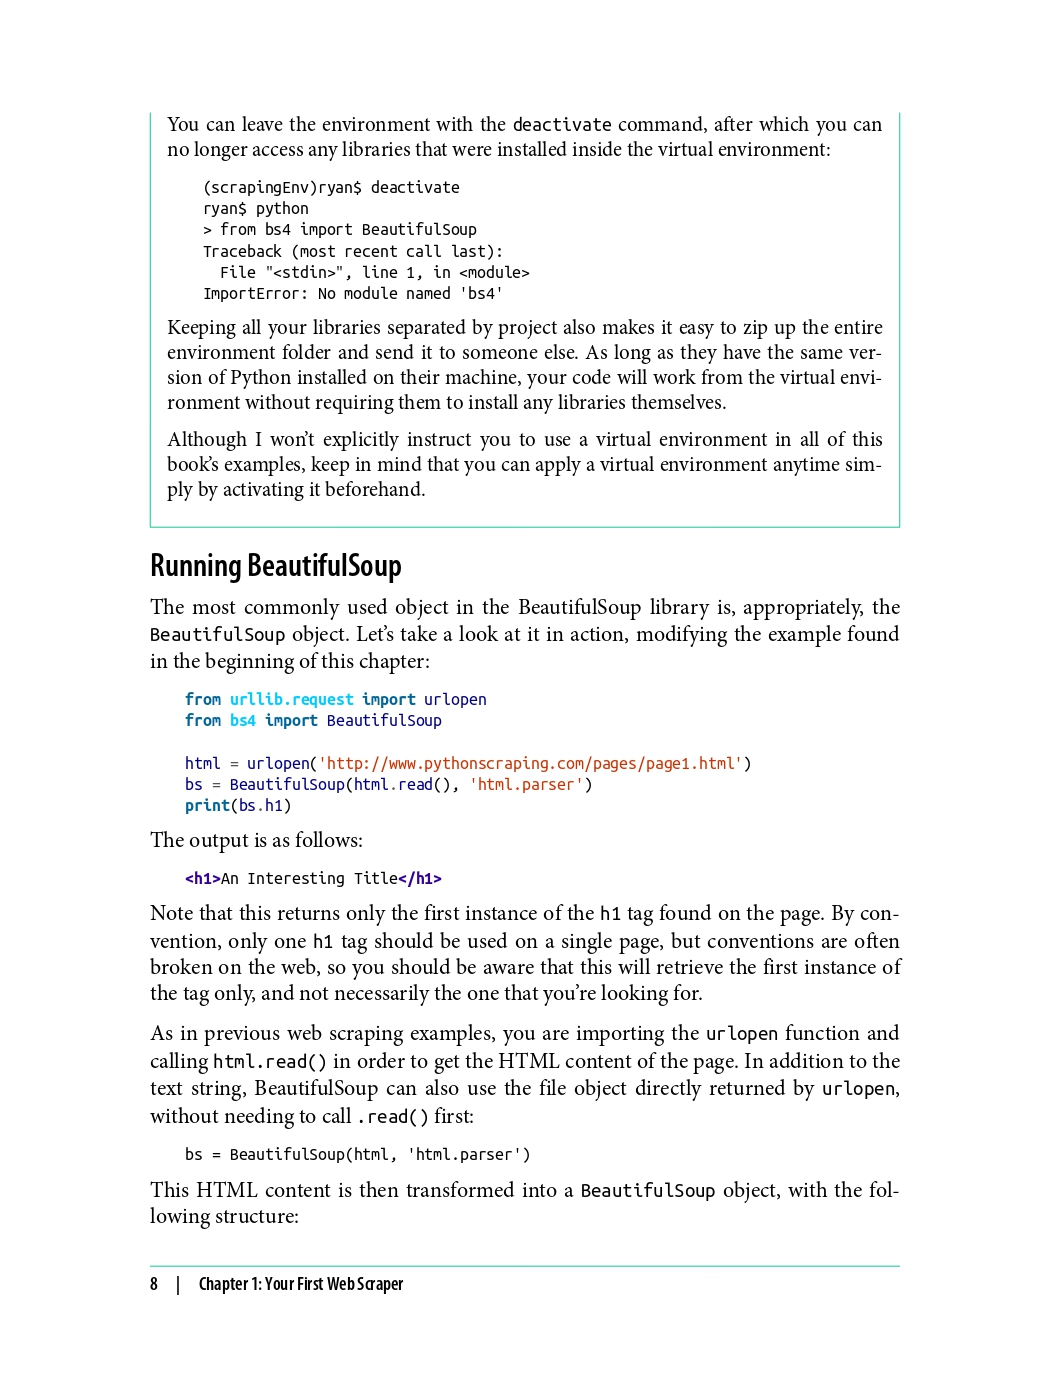 You can leave the environment with the deactivate command, after which you can
no longer access any libraries that were installed inside the virtual environment:
(scrapingEnv)ryan$ deactivate
ryan$ python
> from bs4 import BeautifulSoup
Traceback (most recent call last):
  File "<stdin>", line 1, in <module>
ImportError: No module named 'bs4'
Keeping all your libraries separated by project also makes it easy to zip up the entire
environment folder and send it to someone else. As long as they have the same ver-
sion of Python installed on their machine, your code will work from the virtual envi-
ronment without requiring them to install any libraries themselves.
Although I won’t explicitly instruct you to use a virtual environment in all of this
book’s examples, keep in mind that you can apply a virtual environment anytime sim-
ply by activating it beforehand.
Running BeautifulSoup
The most commonly used object in the BeautifulSoup library is, appropriately, the
BeautifulSoup object. Let’s take a look at it in action, modifying the example found
in the beginning of this chapter:
from urllib.request import urlopen
from bs4 import BeautifulSoup
html = urlopen('http://www.pythonscraping.com/pages/page1.html')
bs = BeautifulSoup(html.read(), 'html.parser')
print(bs.h1)
The output is as follows:
<h1>An Interesting Title</h1>
Note that this returns only the first instance of the h1 tag found on the page. By con-
vention, only one h1 tag should be used on a single page, but conventions are often
broken on the web, so you should be aware that this will retrieve the first instance of
the tag only, and not necessarily the one that you’re looking for.
As in previous web scraping examples, you are importing the urlopen function and
calling html.read() in order to get the HTML content of the page. In addition to the
text string, BeautifulSoup can also use the file object directly returned by urlopen,
without needing to call .read() first:
bs = BeautifulSoup(html, 'html.parser')
This HTML content is then transformed into a BeautifulSoup object, with the fol-
lowing structure:
8 | Chapter 1: Your First Web Scraper